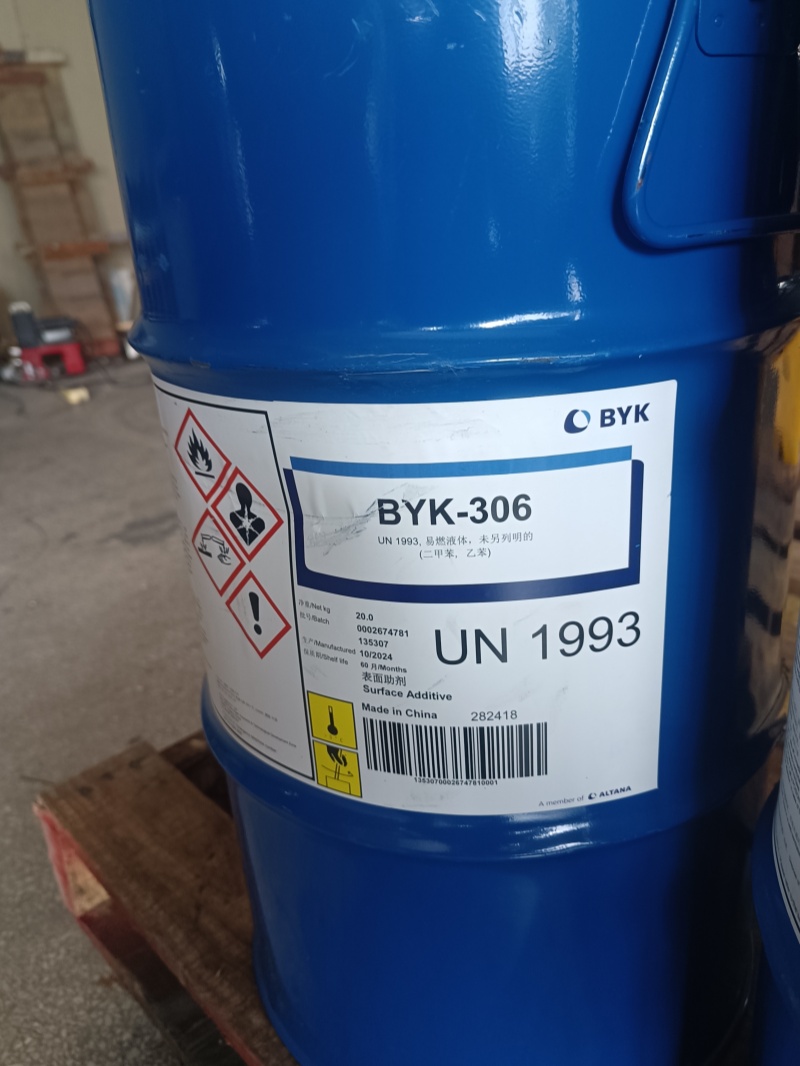 BYK
BYK-306
UN 1993, 易燃液体，未另列明的
(二甲苯，乙苯)
净重/Net kg 20.0
批号/Batch 0002674781
135307
生产/Manufactured 10/2024
保质期/Shelf life 60 月/Months
UN 1993
表面助剂
Surface Additive
Made in China 282418
13530700026747810001
A member of ALTANA